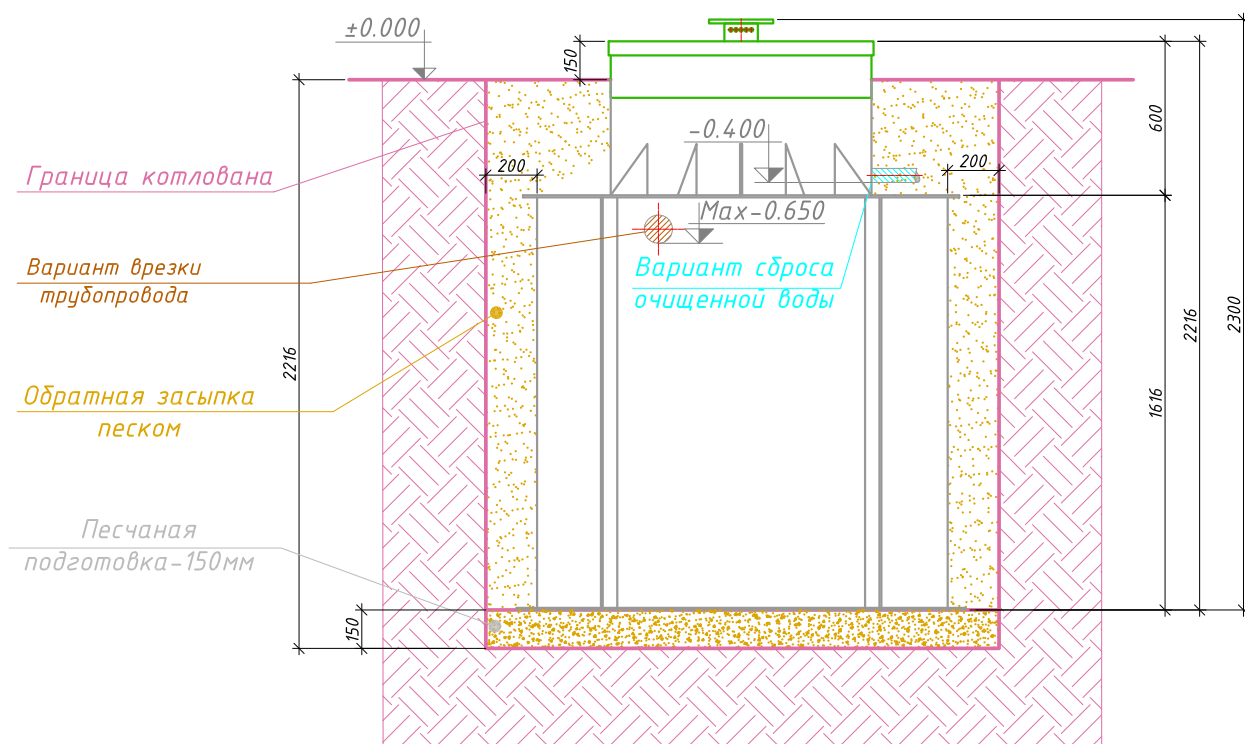 ±0.000
150
600
-0.400
200
200
Граница котлована
Max-0.650
Вариант врезки
трубопровода
Вариант сброса
очищенной воды
2216
2216
2300
Обратная засыпка
песком
1616
Песчаная
подготовка-150мм
150